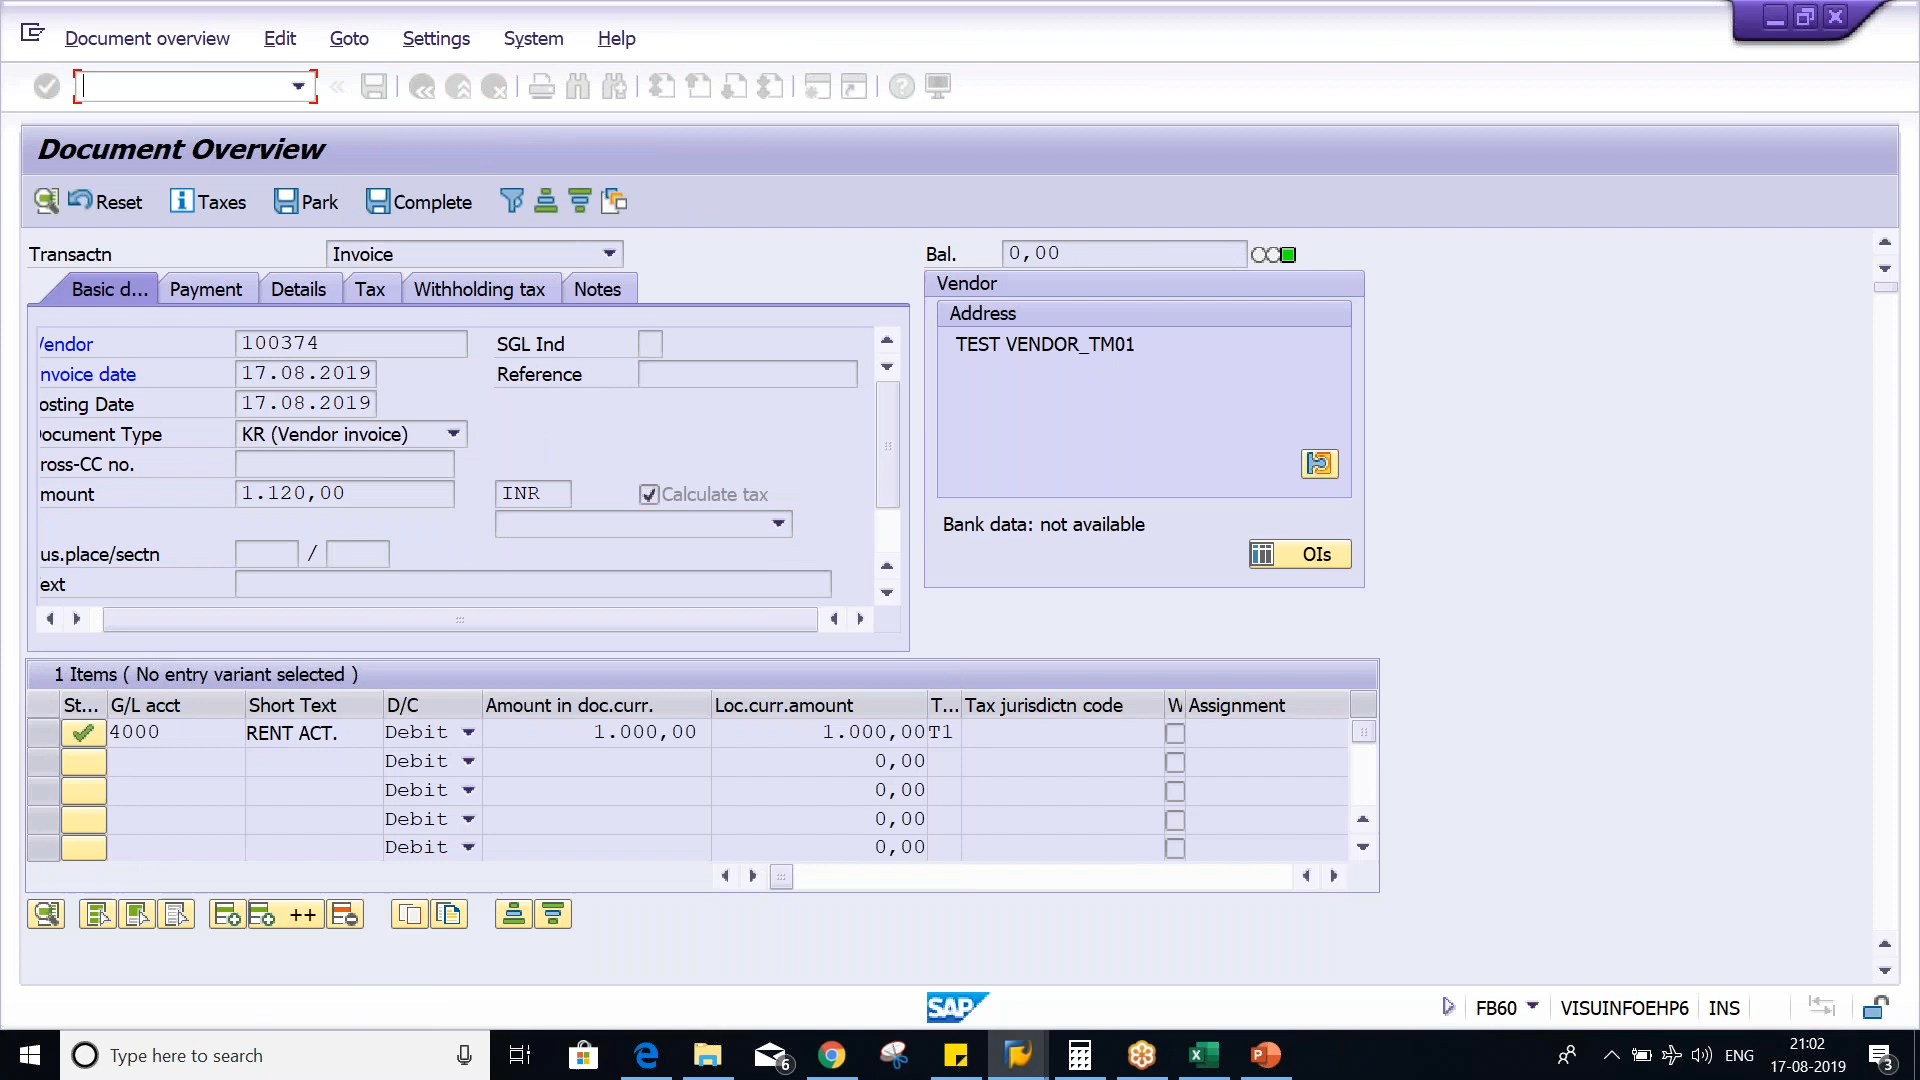 Document overview Edit Goto Settings System Help
Document Overview
Reset Taxes Park Complete
Transactn Invoice Bal. 0,00
Basic d... Payment Details Tax Withholding tax Notes
Vendor
Address
TEST VENDOR_TM01
Bank data: not available
OIs
/endor 100374 SGL Ind
nvoice date 17.08.2019 Reference
osting Date 17.08.2019
ocument Type KR (Vendor invoice)
ross-CC no.
mount 1.120,00 INR Calculate tax
us.place/sectn /
ext
1 Items ( No entry variant selected )
St... G/L acct Short Text D/C Amount in doc.curr. Loc.curr.amount T... Tax jurisdictn code W Assignment
4000 RENT ACT. Debit 1.000,00 1.000,00 T1
Debit 0,00
Debit 0,00
Debit 0,00
Debit 0,00
++
SAP FB60 VISUINFOEHP6 INS
Type here to search 6 ENG 21:02
17-08-2019 3